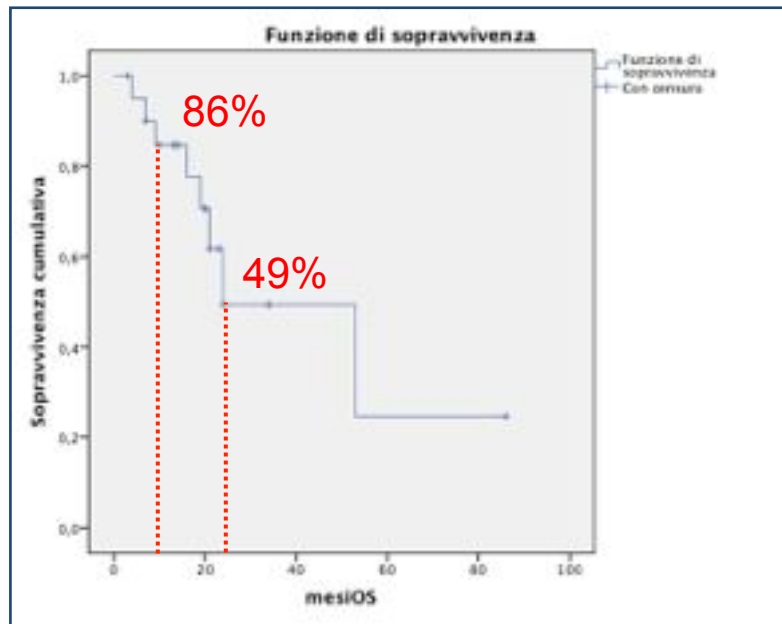 Funzione di sopravvivenza
Funzione di
sopravvivenza
Con censura
1,0
86%
0,8
0,6
49%
0,4
0,2
0,0
Sopravvivenza cumulativa
0 20 40 60 80 100
mesiOS